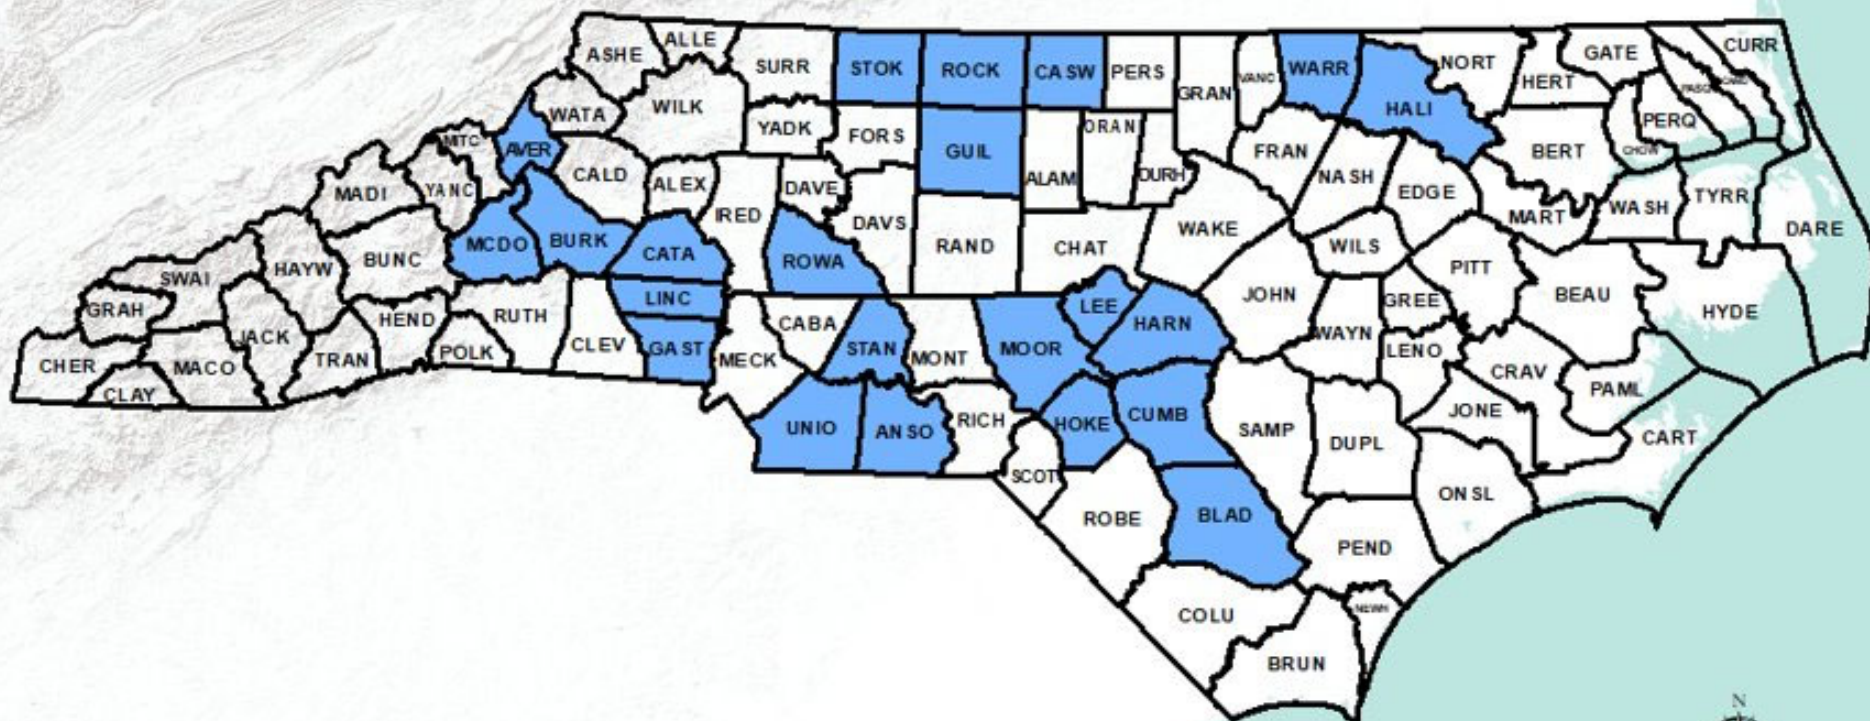 ASHE
ALLE
SURR
STOK
ROCK
CASW
PERS
GRAN
VANC
WARR
HALI
NORT
HERT
GATE
CURR
PASQ
PERQ
CHOW
BERT
WATA
WILK
YADK
FORS
GUIL
ALAM
ORAN
DURH
FRAN
NASH
EDGE
MART
WASH
TYRR
DARE
MITC
AVER
CALD
ALEX
IRED
DAVE
DAVS
RAND
CHAT
WAKE
WILS
PITT
BEAU
HYDE
MADI
YANC
MCDO
BURK
CATA
ROWA
LINC
BUNC
HAYW
SWAI
GRAH
JACK
HEND
RUTH
CLEV
GAST
MECK
CABA
STAN
MONT
MOOR
LEE
HARN
JOHN
WAYN
GREE
LENO
CRAV
PAML
CHER
CLAY
MACO
TRAN
POLK
UNIO
ANSO
RICH
HOKE
CUMB
SAMP
DUPL
JONE
CART
SCOT
ROBE
BLAD
ONSL
PEND
COLU
NEWH
BRUN
N